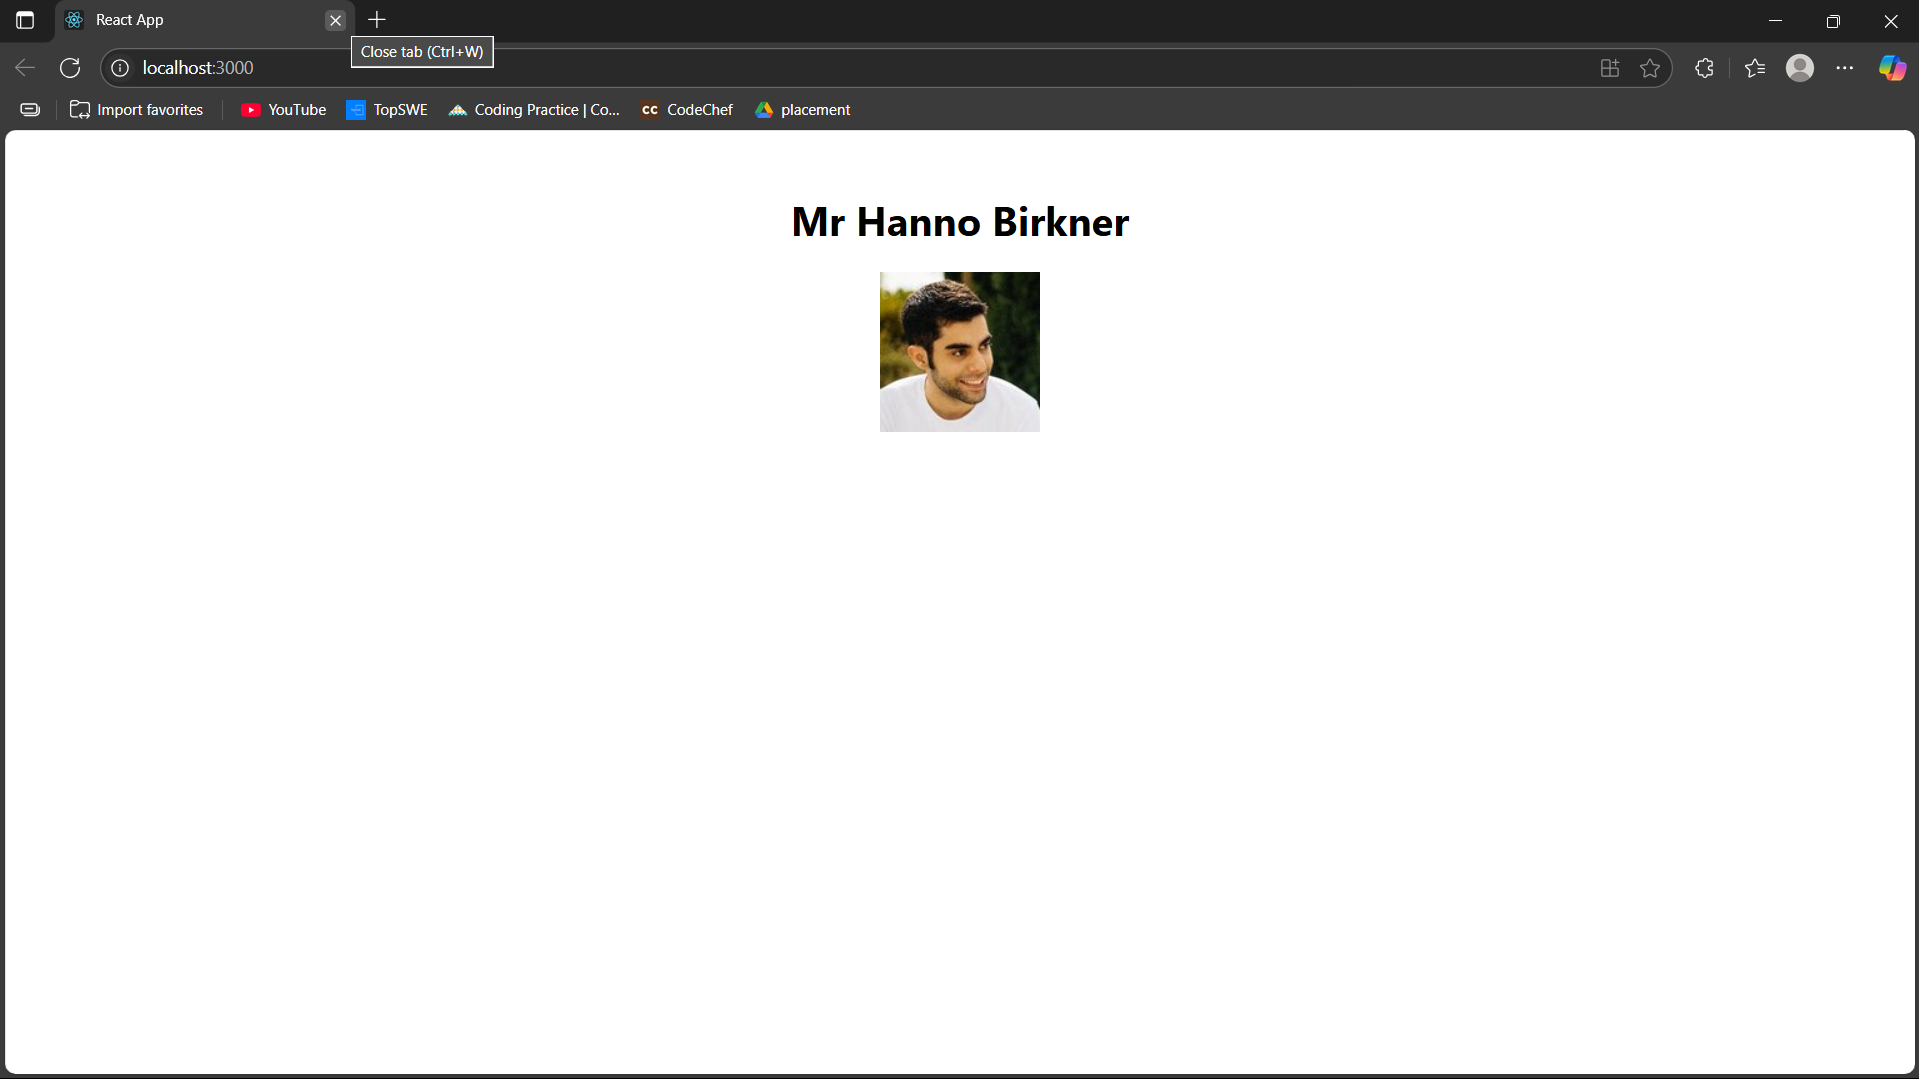 React App
Close tab (Ctrl+W)
localhost:3000
Import favorites
YouTube
TopSWE
Coding Practice | Co...
cc CodeChef
placement
Mr Hanno Birkner